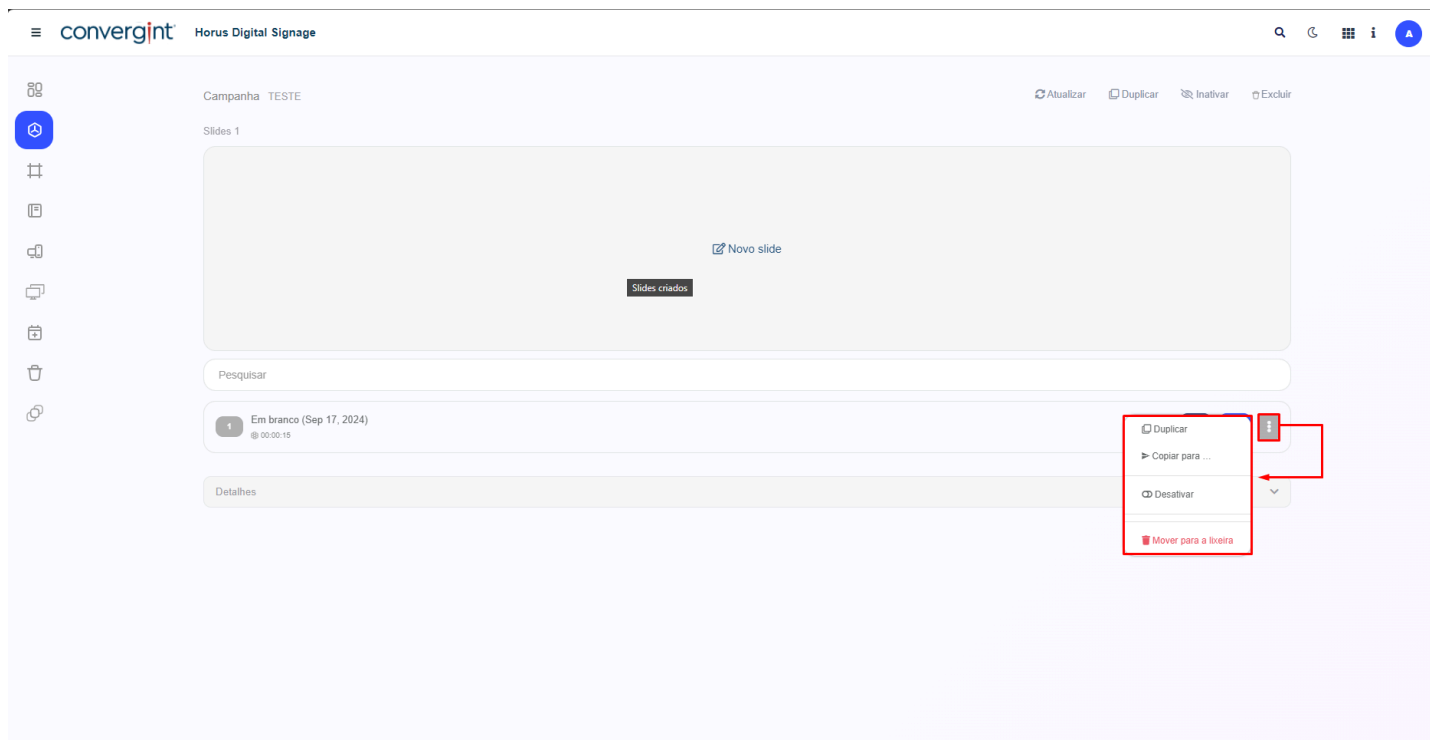 convergint Horus Digital Signage
A
Campanha TESTE
Atualizar Duplicar Inativar Excluir
Slides 1
Novo slide
Slides criados
Pesquisar
1 Em branco (Sep 17, 2024)
00:00:15
Duplicar
Copiar para ...
Detalhes
Desativar
Mover para a lixeira